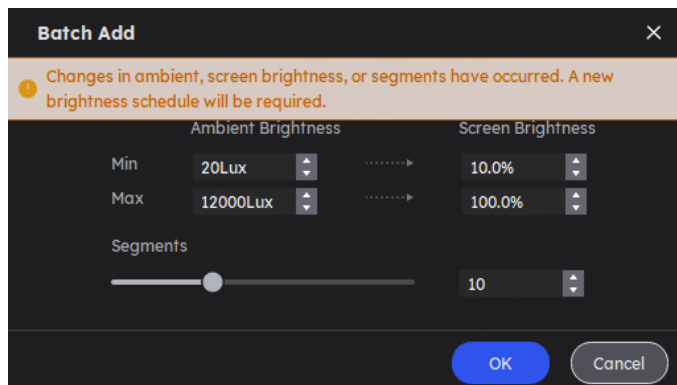 Batch Add
Changes in ambient, screen brightness, or segments have occurred. A new
brightness schedule will be required.
Ambient Brightness Screen Brightness
Min 20Lux 10.0%
Max 12000Lux 100.0%
Segments
10
OK Cancel